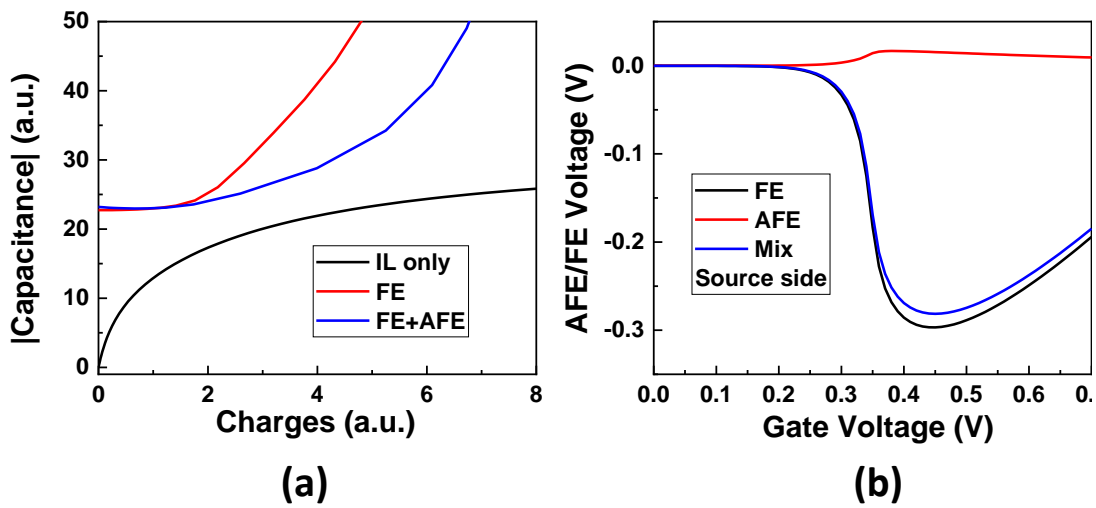 50
40
30
20
10
0
|Capacitance| (a.u.)
IL only
FE
FE+AFE
0 2 4 6 8
Charges (a.u.)
(a)
0.0
-0.1
-0.2
-0.3
AFE/FE Voltage (V)
FE
AFE
Mix
Source side
0.0 0.1 0.2 0.3 0.4 0.5 0.6 0.
Gate Voltage (V)
(b)